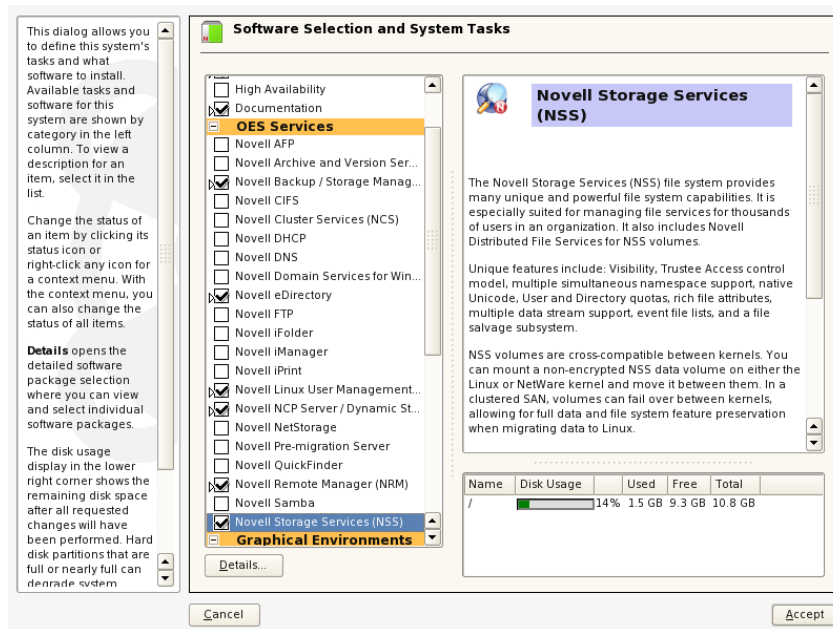 This dialog allows you
to define this system's
tasks and what
software to install.
Available tasks and
software for this
system are shown by
category in the left
column. To view a
description for an
item, select it in the
list.
Change the status of
an item by clicking its
status icon or
right-click any icon for
a context menu. With
the context menu, you
can also change the
status of all items.
Details opens the
detailed software
package selection
where you can view
and select individual
software packages.
The disk usage
display in the lower
right corner shows the
remaining disk space
after all requested
changes will have
been performed. Hard
disk partitions that are
full or nearly full can
degrade system
Software Selection and System Tasks
High Availability
Documentation
OES Services
Novell AFP
Novell Archive and Version Ser...
Novell Backup / Storage Manag...
Novell CIFS
Novell Cluster Services (NCS)
Novell DHCP
Novell DNS
Novell Domain Services for Win...
Novell eDirectory
Novell FTP
Novell iFolder
Novell iManager
Novell iPrint
Novell Linux User Management...
Novell NCP Server / Dynamic St...
Novell NetStorage
Novell Pre-migration Server
Novell QuickFinder
Novell Remote Manager (NRM)
Novell Samba
Novell Storage Services (NSS)
Graphical Environments
Details...
Novell Storage Services
(NSS)
The Novell Storage Services (NSS) file system provides
many unique and powerful file system capabilities. It is
especially suited for managing file services for thousands
of users in an organization. It also includes Novell
Distributed File Services for NSS volumes.
Unique features include: Visibility, Trustee Access control
model, multiple simultaneous namespace support, native
Unicode, User and Directory quotas, rich file attributes,
multiple data stream support, event file lists, and a file
salvage subsystem.
NSS volumes are cross-compatible between kernels. You
can mount a non-encrypted NSS data volume on either the
Linux or NetWare kernel and move it between them. In a
clustered SAN, volumes can fail over between kernels,
allowing for full data and file system feature preservation
when migrating data to Linux.
Name Disk Usage Used Free Total
/ 14% 1.5 GB 9.3 GB 10.8 GB
Cancel Accept